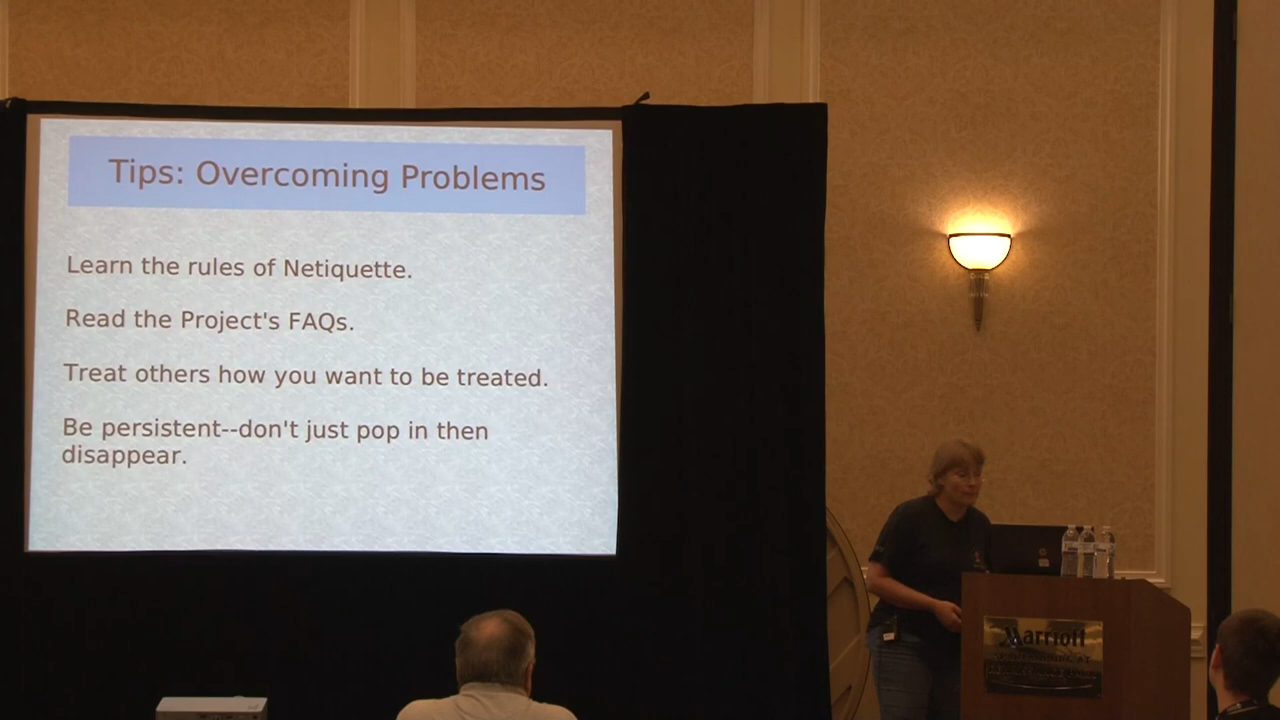 Tips: Overcoming Problems
Learn the rules of Netiquette.
Read the Project's FAQs.
Treat others how you want to be treated.
Be persistent--don't just pop in then
disappear.
Marriott